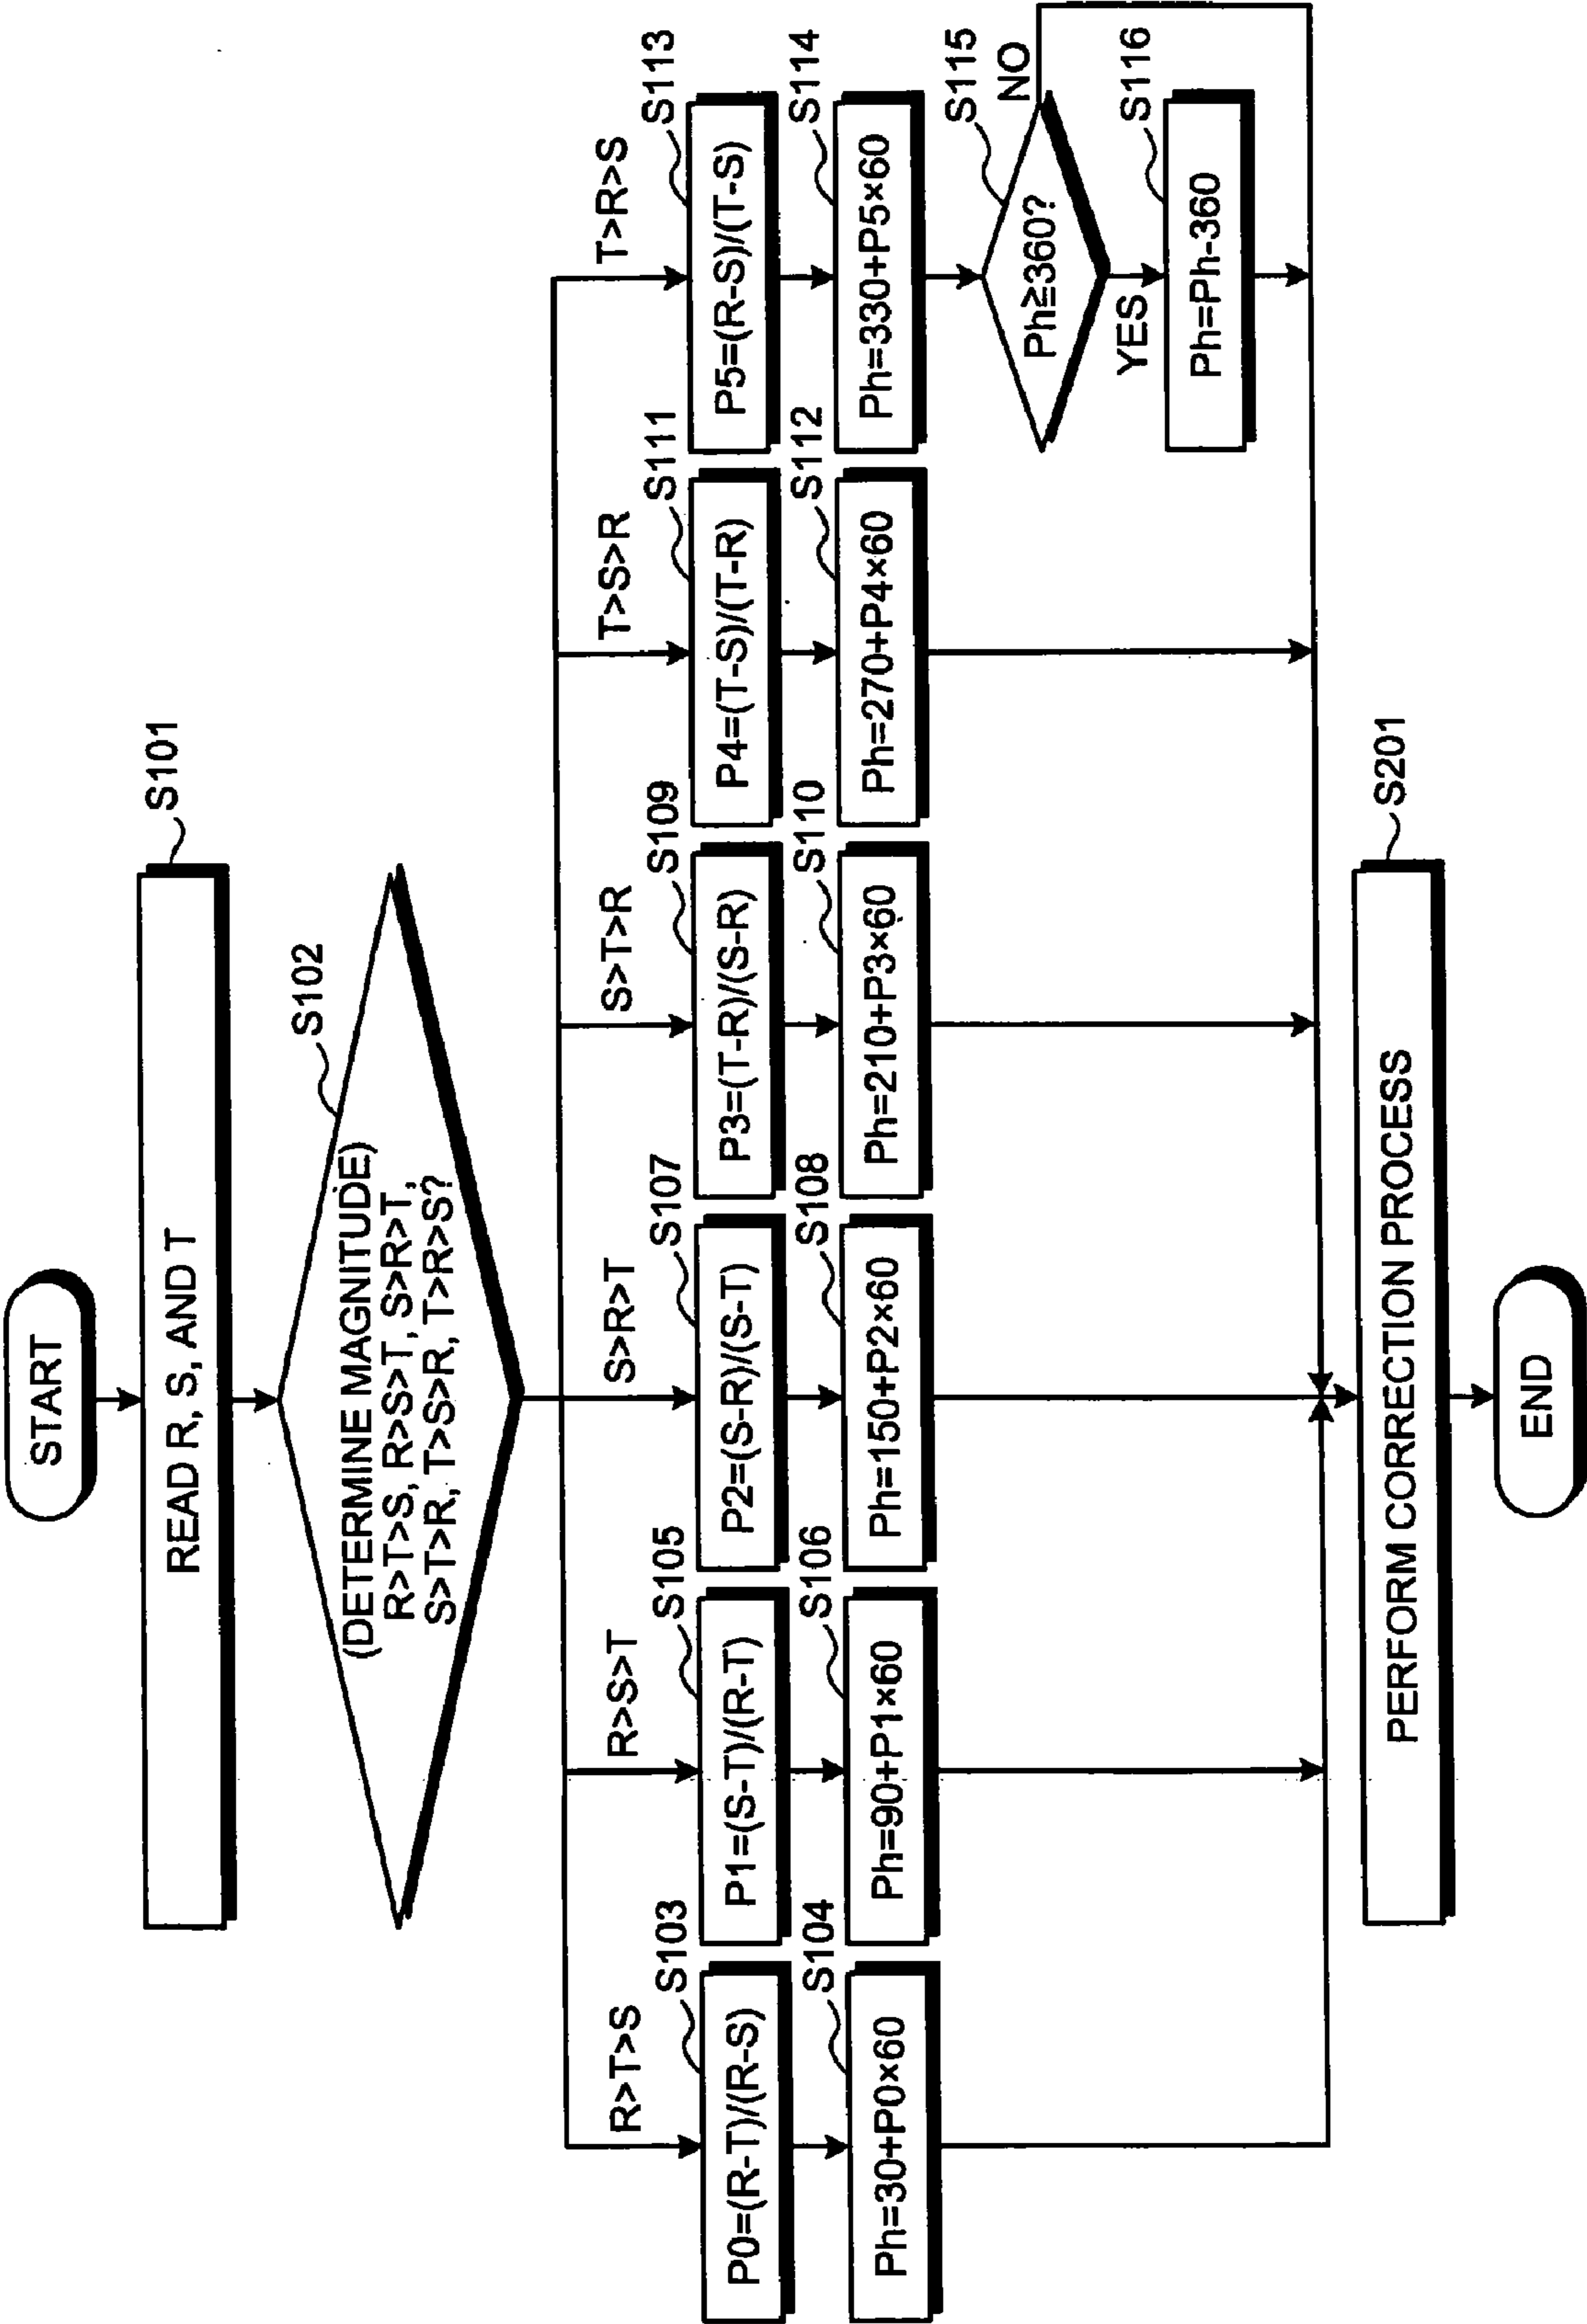 START
S101
READ R, S, AND T
S102
(DETERMINE MAGNITUDE)
R>T>S, R>S>T, S>R>T,
S>T>R, T>S>R, T>R>S?
R>T>S
S103
P0=(R-T)/(R-S)
S104
Ph=30+P0×60
R>S>T
S105
P1=(S-T)/(R-T)
S106
Ph=90+P1×60
S>R>T
S107
P2=(S-R)/(S-T)
S108
Ph=150+P2×60
S>T>R
S109
P3=(T-R)/(S-R)
S110
Ph=210+P3×60
T>S>R
S111
P4=(T-S)/(T-R)
S112
Ph=270+P4×60
T>R>S
S113
P5=(R-S)/(T-S)
S114
Ph=330+P5×60
S115
Ph≧360?
NO
YES
S116
Ph=Ph-360
S201
PERFORM CORRECTION PROCESS
END